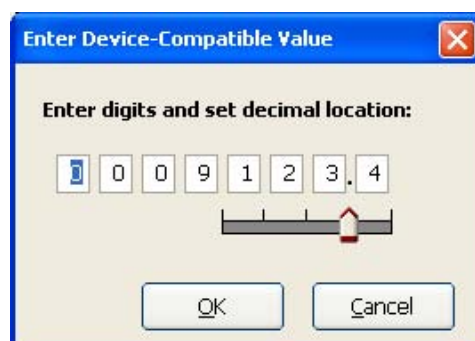 Enter Device-Compatible Value
Enter digits and set decimal location:
0 0 0 9 1 2 3 . 4
OK Cancel